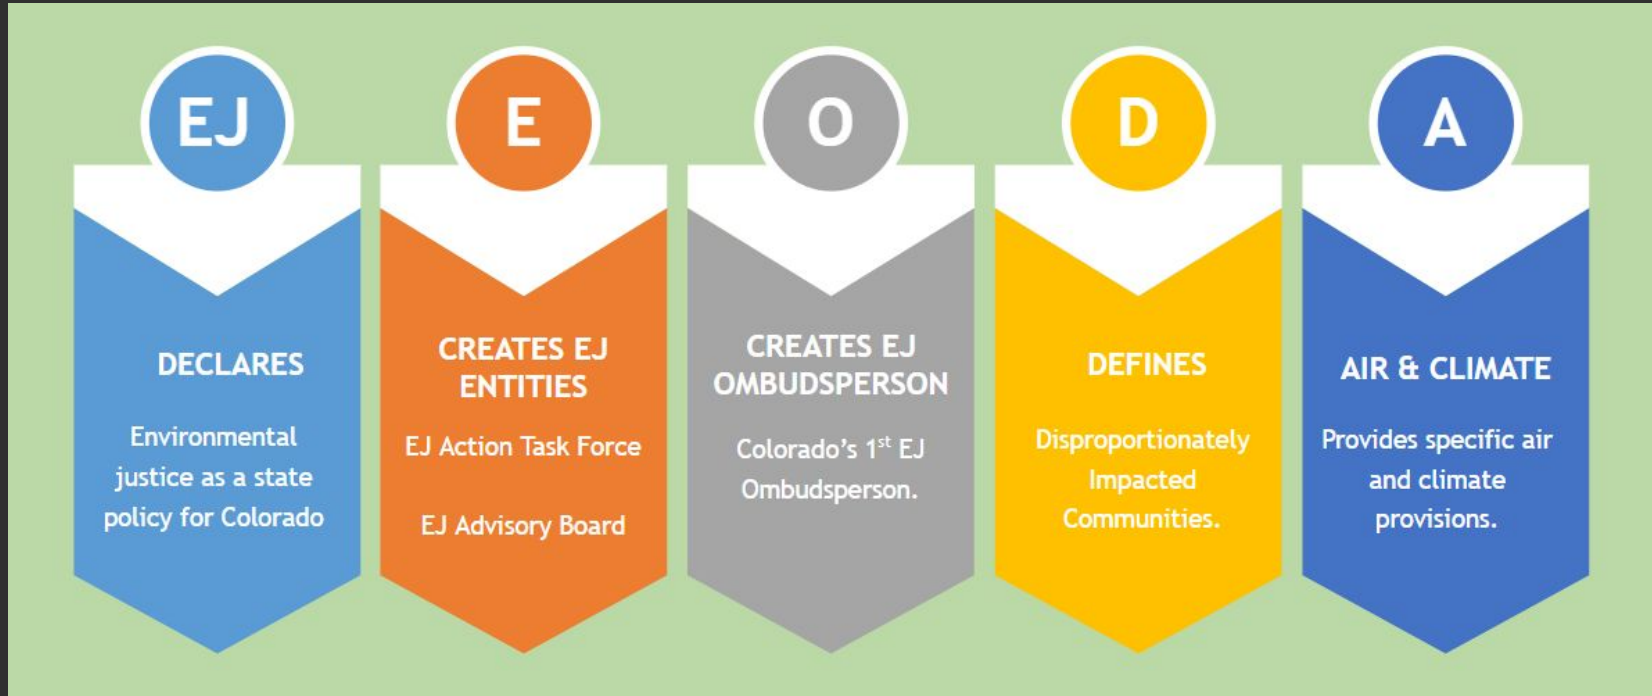 EJ
DECLARES
Environmental
justice as a state
policy for Colorado
E
CREATES EJ
ENTITIES
EJ Action Task Force
EJ Advisory Board
O
CREATES EJ
OMBUDSPERSON
Colorado’s 1st EJ
Ombudsperson.
D
DEFINES
Disproportionately
Impacted
Communities.
A
AIR & CLIMATE
Provides specific air
and climate
provisions.